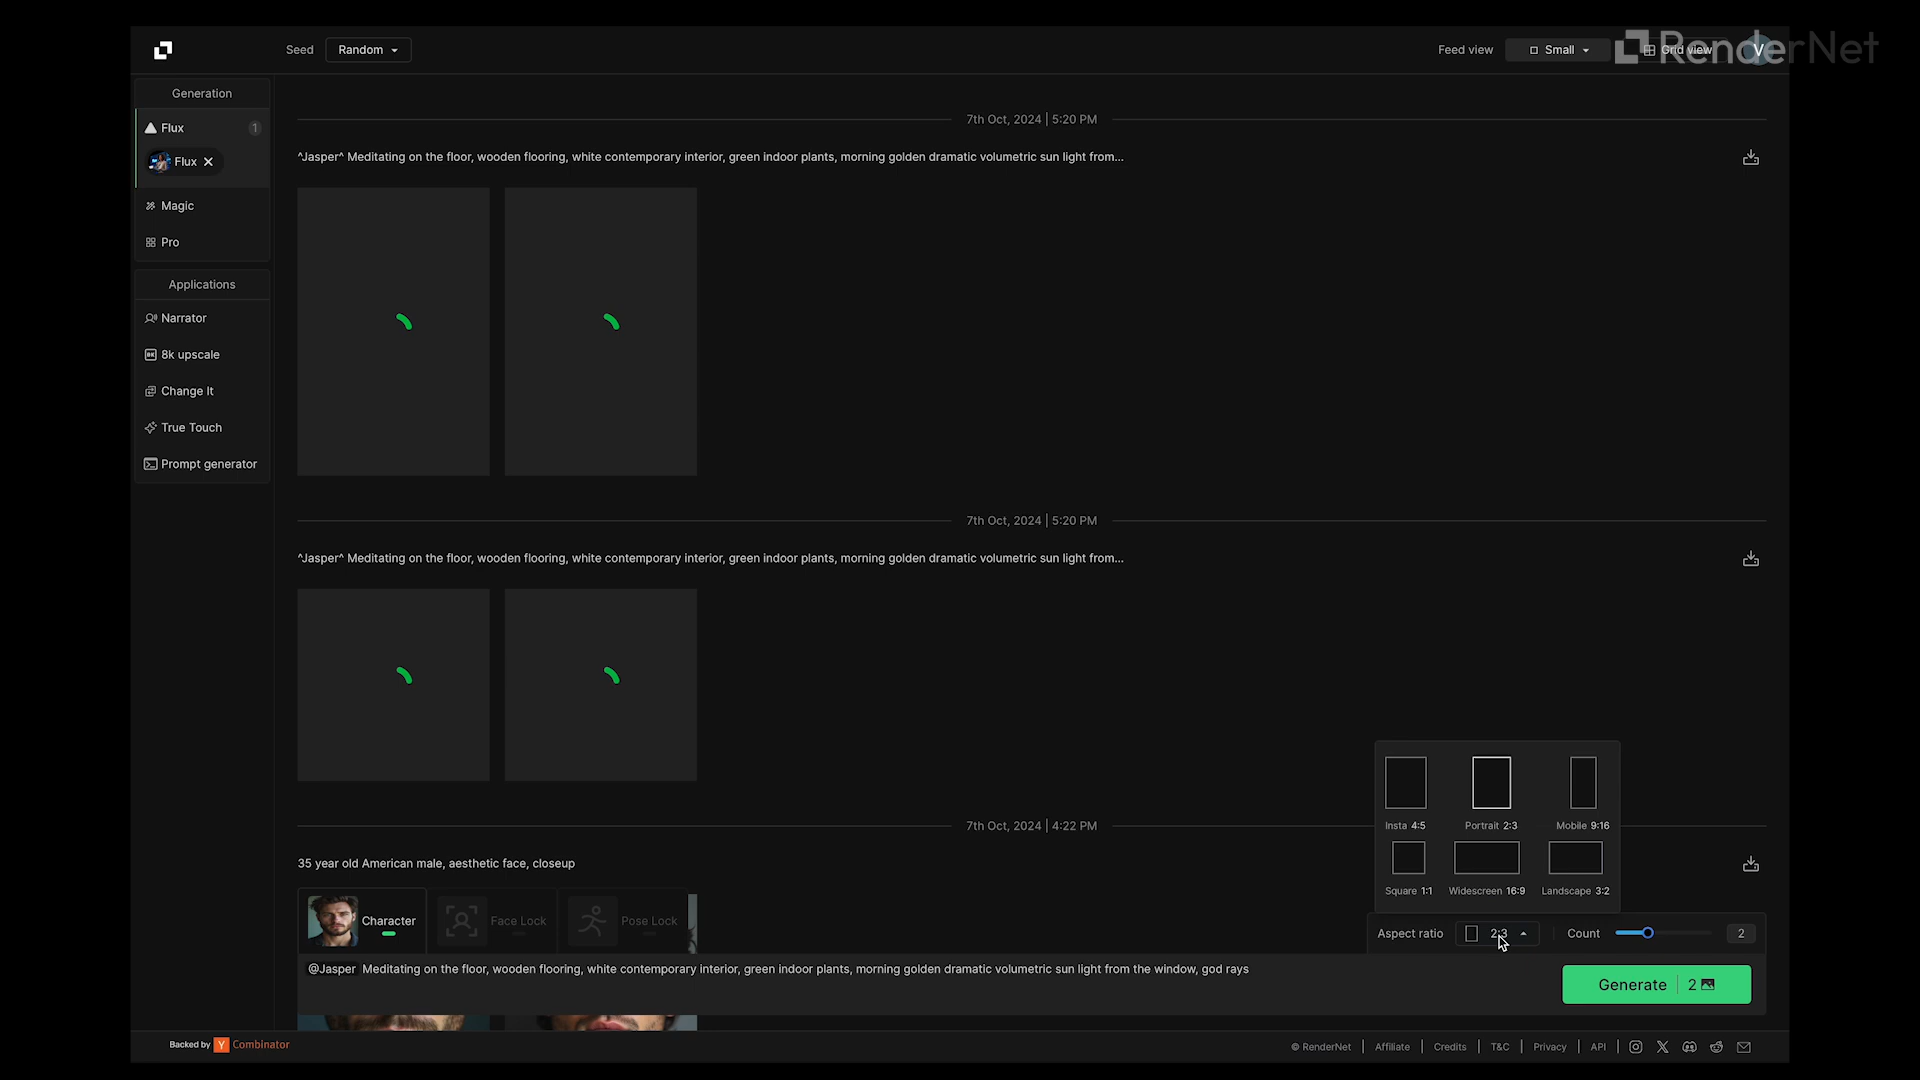 Seed
Random
Feed view
Small
Grid view
V
RenderNet
Generation
Flux
1
Flux
Magic
Pro
Applications
Narrator
8k upscale
Change It
True Touch
Prompt generator
7th Oct, 2024 | 5:20 PM
^Jasper^ Meditating on the floor, wooden flooring, white contemporary interior, green indoor plants, morning golden dramatic volumetric sun light from...
7th Oct, 2024 | 5:20 PM
^Jasper^ Meditating on the floor, wooden flooring, white contemporary interior, green indoor plants, morning golden dramatic volumetric sun light from...
7th Oct, 2024 | 4:22 PM
35 year old American male, aesthetic face, closeup
Insta 4:5
Portrait 2:3
Mobile 9:16
Square 1:1
Widescreen 16:9
Landscape 3:2
Character
Face Lock
Pose Lock
Aspect ratio
2:3
Count
2
@Jasper Meditating on the floor, wooden flooring, white contemporary interior, green indoor plants, morning golden dramatic volumetric sun light from the window, god rays
Generate | 2
Backed by Y Combinator
© RenderNet | Affiliate | Credits | T&C | Privacy | API |